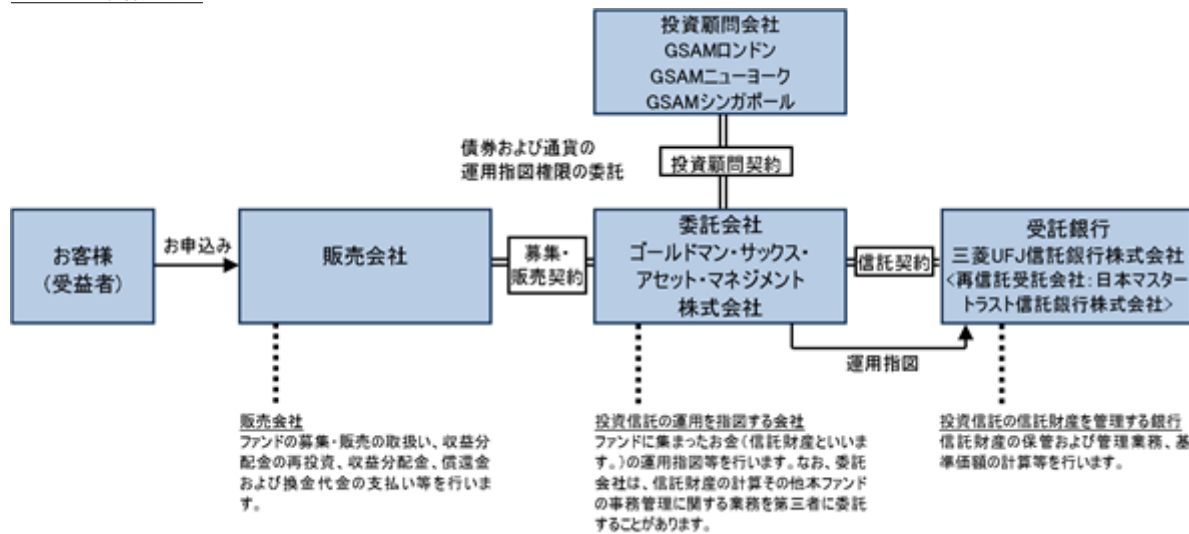 投資顧問会社
GSAMロンドン
GSAMニューヨーク
GSAMシンガポール
債券および通貨の
運用指図権限の委託
投資顧問契約
お客様
(受益者)
お申込み
販売会社
募集・
販売契約
委託会社
ゴールドマン・サックス・
アセット・マネジメント
株式会社
信託契約
受託銀行
三菱UFJ信託銀行株式会社
<再信託受託会社:日本マスター
トラスト信託銀行株式会社>
運用指図
販売会社
ファンドの募集・販売の取扱い、収益分
配金の再投資、収益分配金、償還金
および換金代金の支払い等を行いま
す。
投資信託の運用を指図する会社
ファンドに集まったお金(信託財産といいま
す。)の運用指図等を行います。なお、委託
会社は、信託財産の計算その他本ファンド
の事務管理に関する業務を第三者に委託
することがあります。
投資信託の信託財産を管理する銀行
信託財産の保管および管理業務、基
準価額の計算等を行います。